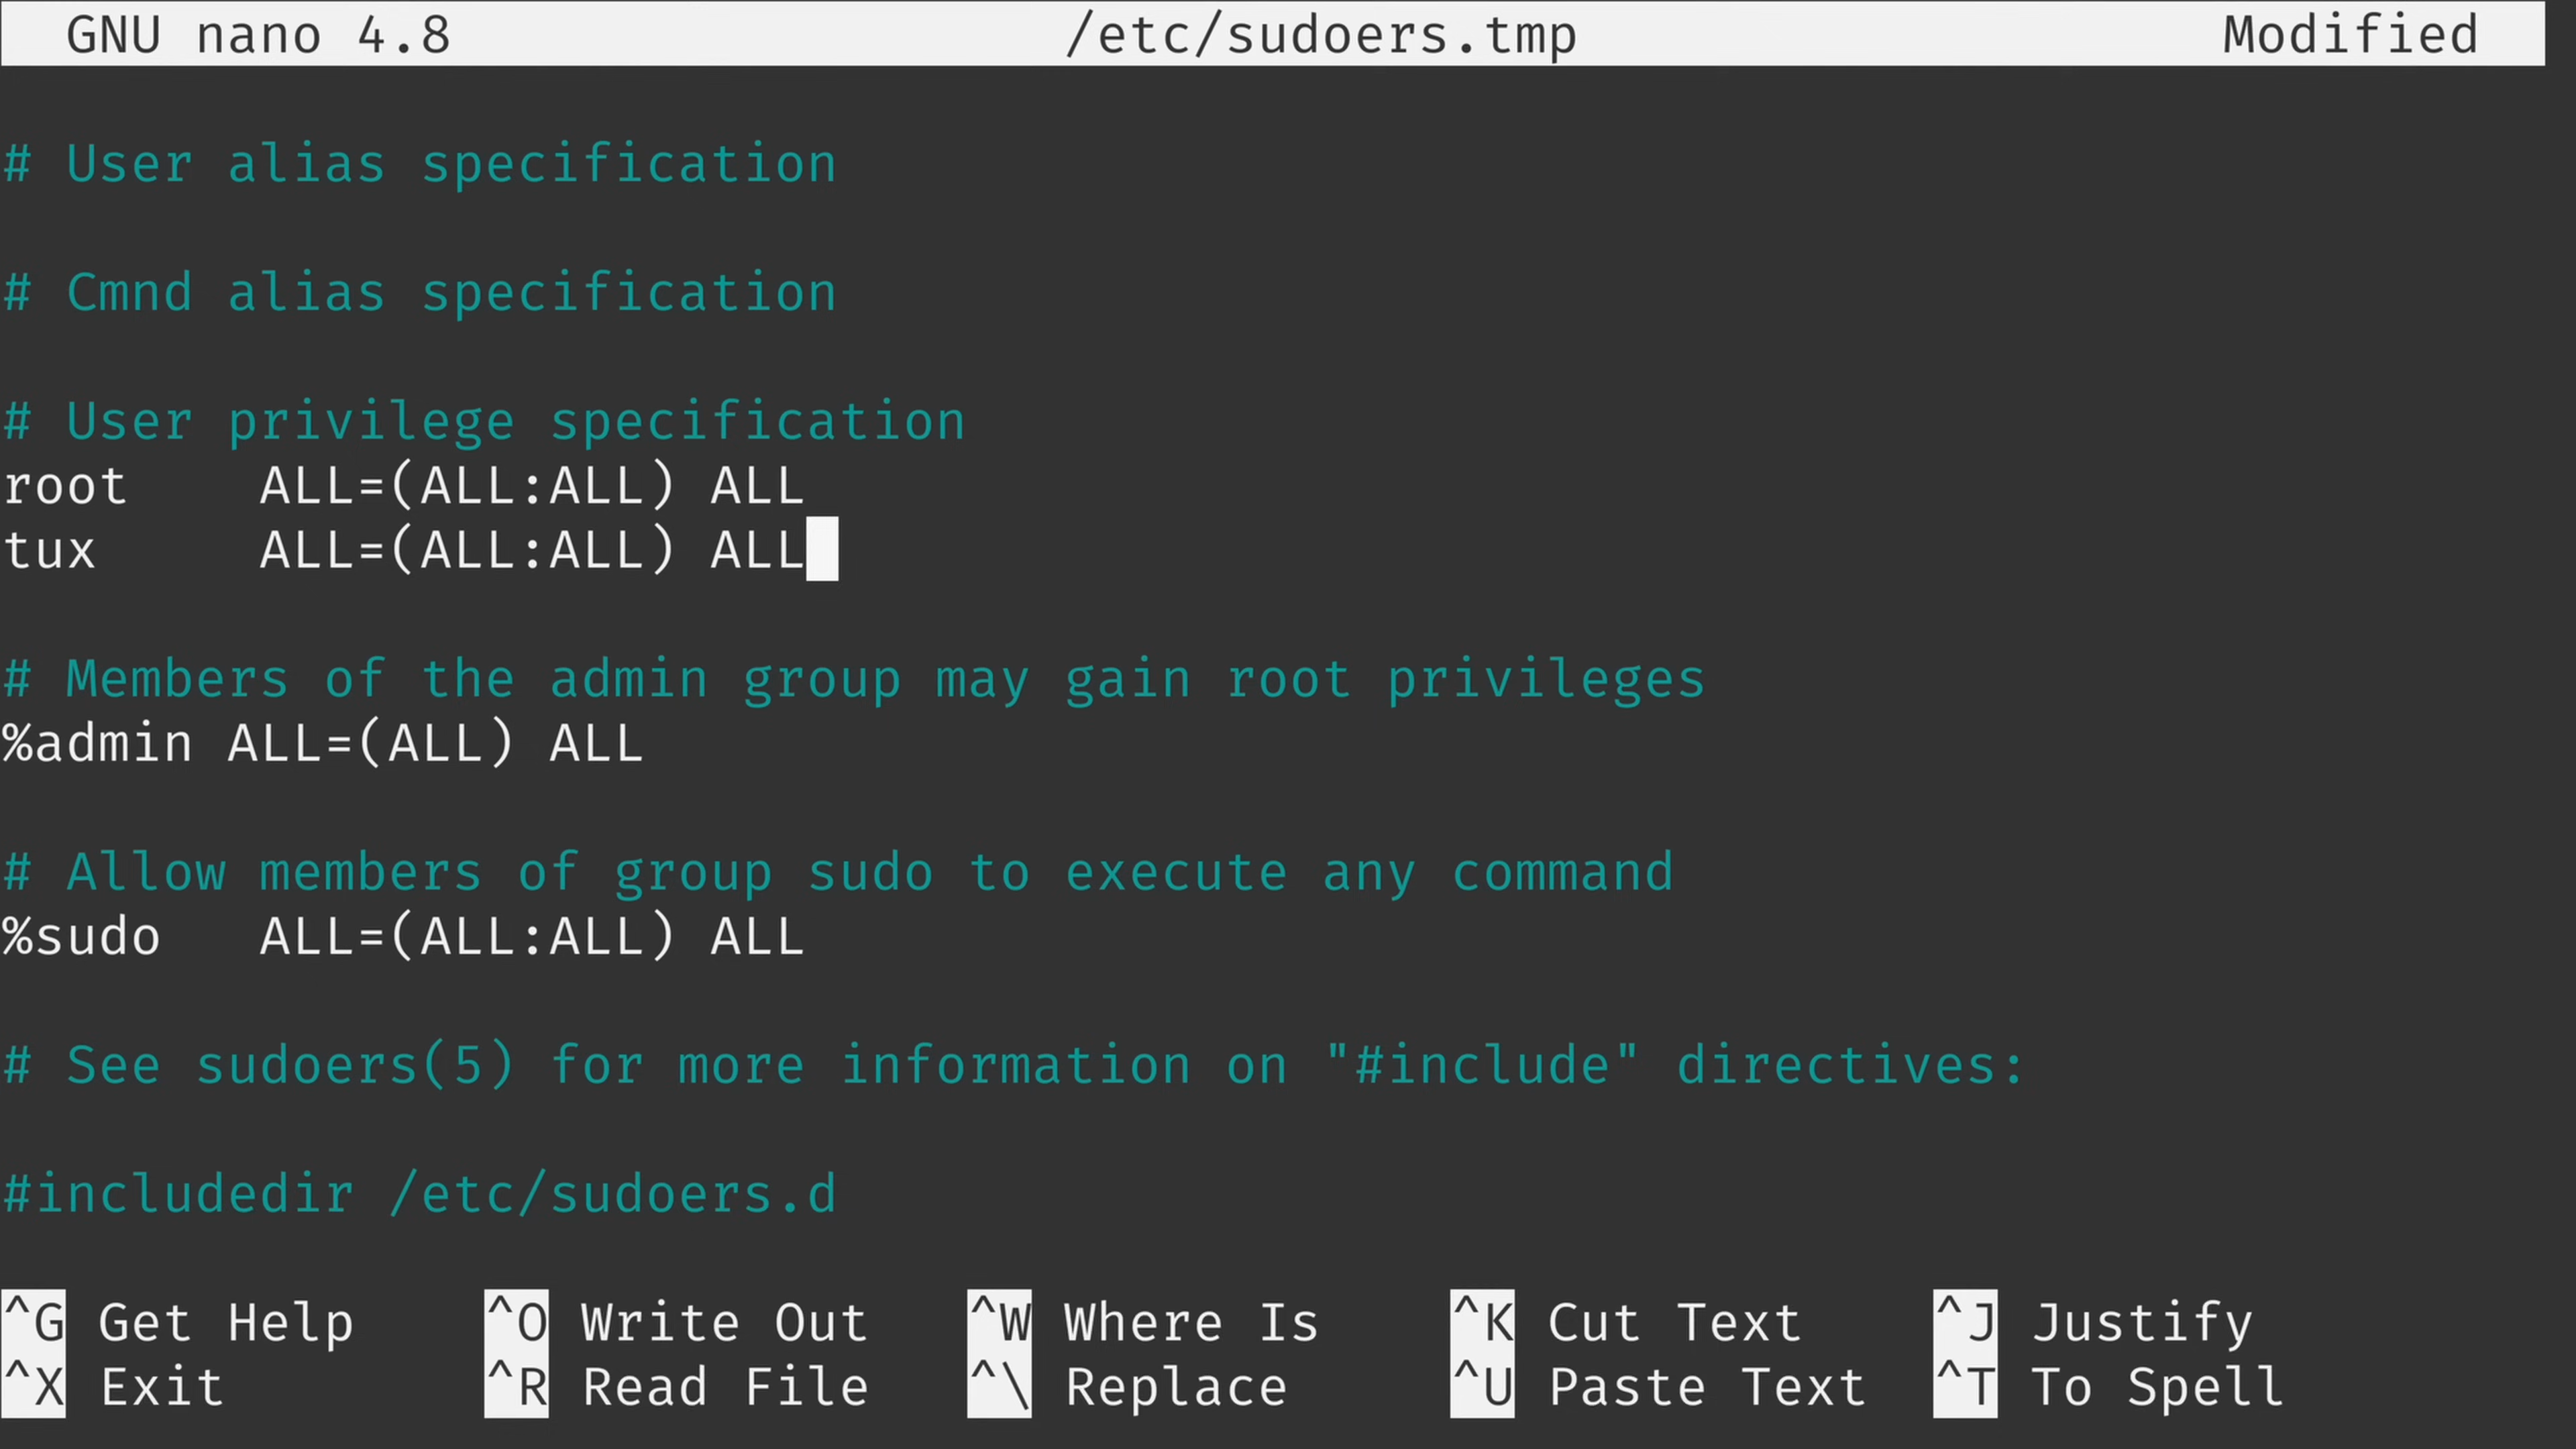 GNU nano 4.8 /etc/sudoers.tmp Modified
# User alias specification
# Cmnd alias specification
# User privilege specification
root ALL=(ALL:ALL) ALL
tux ALL=(ALL:ALL) ALL
# Members of the admin group may gain root privileges
%admin ALL=(ALL) ALL
# Allow members of group sudo to execute any command
%sudo ALL=(ALL:ALL) ALL
# See sudoers(5) for more information on "#include" directives:
#includedir /etc/sudoers.d
^G Get Help ^O Write Out ^W Where Is ^K Cut Text ^J Justify
^X Exit ^R Read File ^\ Replace ^U Paste Text ^T To Spell